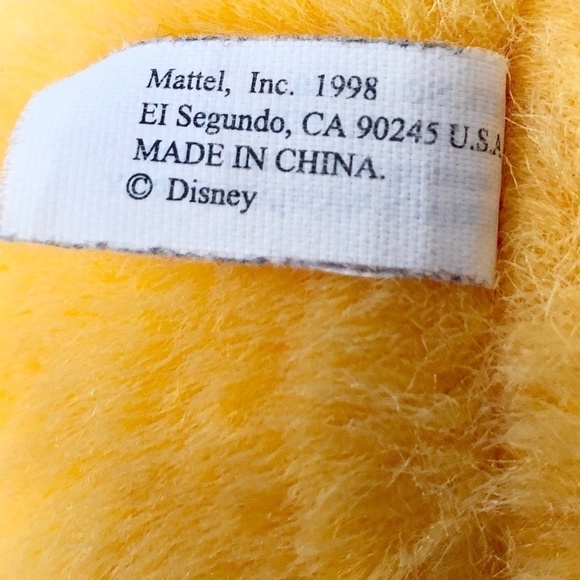 Mattel, Inc. 1998
El Segundo, CA 90245 U.S.A
MADE IN CHINA.
© Disney